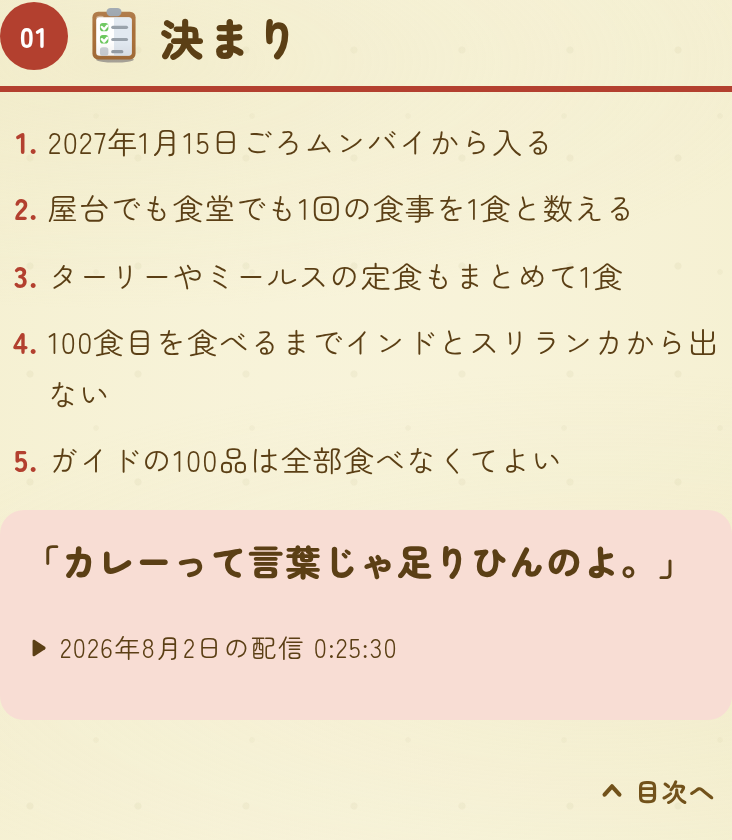 01 決まり
1. 2027年1月15日ごろムンバイから入る
2. 屋台でも食堂でも1回の食事を1食と数える
3. ターリーやミールスの定食もまとめて1食
4. 100食目を食べるまでインドとスリランカから出
ない
5. ガイドの100品は全部食べなくてよい
「カレーって言葉じゃ足りひんのよ。」
▶ 2026年8月2日の配信 0:25:30
へ 目次へ